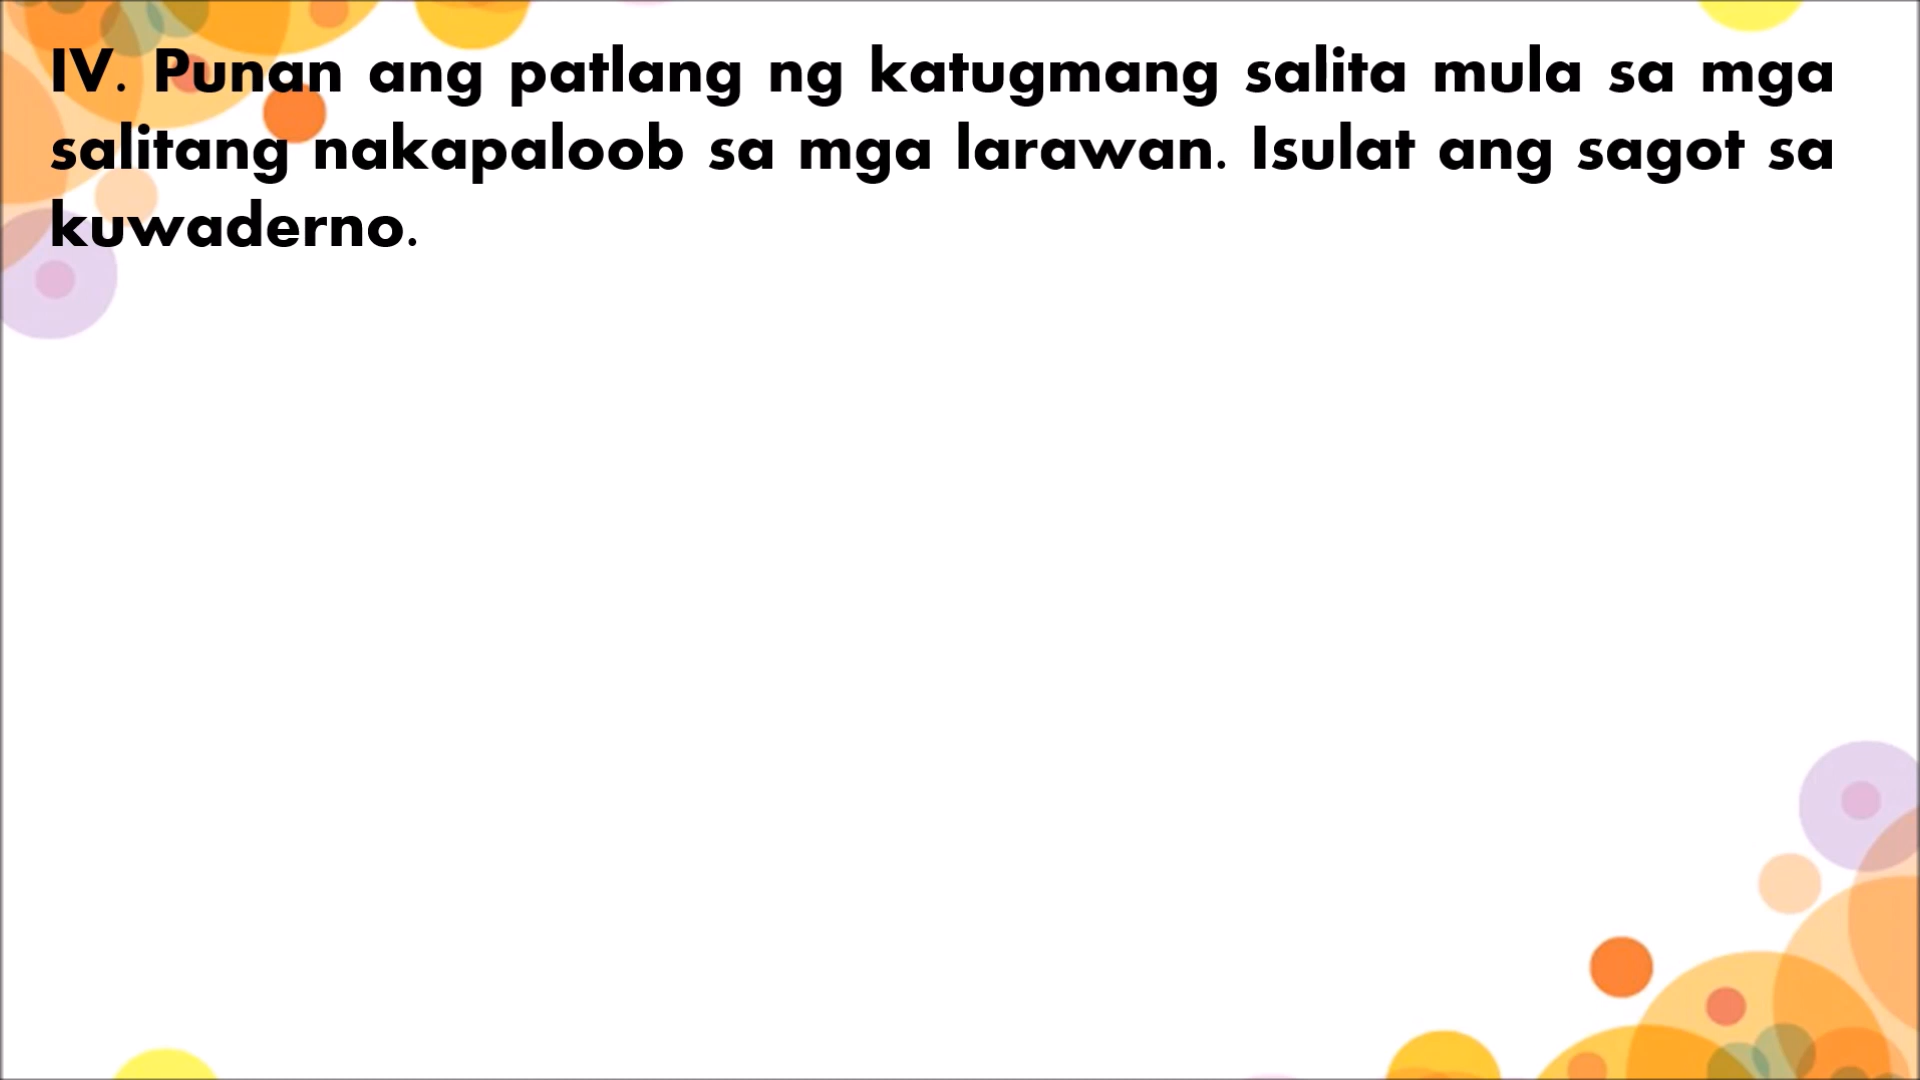 IV. Punan ang patlang ng katugmang salita mula sa mga
salitang nakapaloob sa mga larawan. Isulat ang sagot sa
kuwaderno.